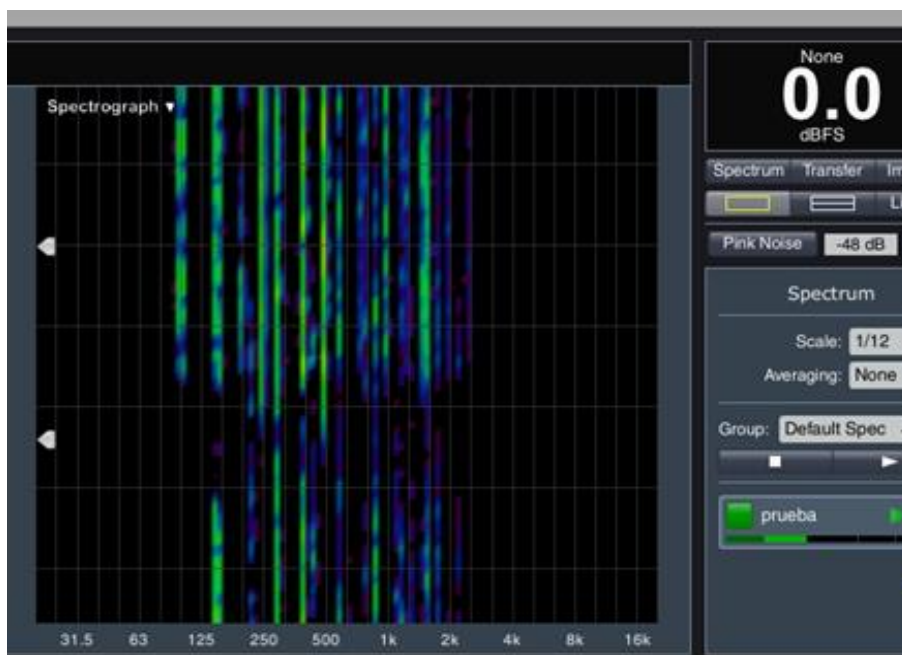 Spectrograph
31.5 63 125 250 500 1k 2k 4k 8k 16k
None
0.0
dBFS
Spectrum Transfer
Pink Noise -48 dB
Spectrum
Scale: 1/12
Averaging: None
Group: Default Spec
prueba